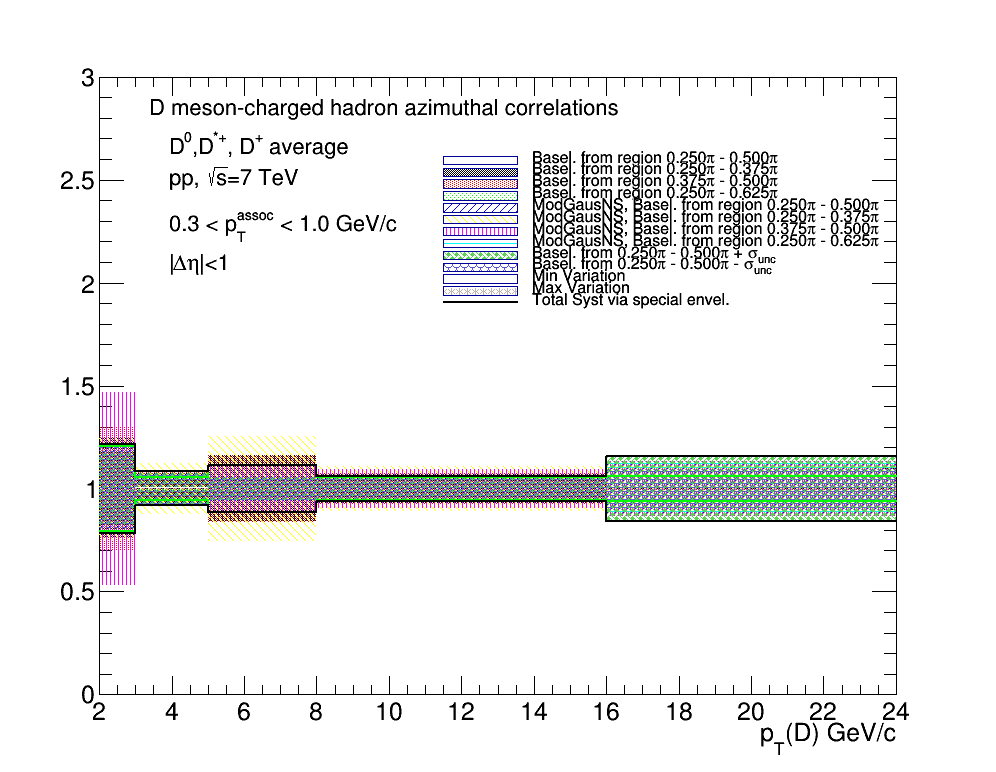 D meson-charged hadron azimuthal correlations
D⁰,D*⁺, D⁺ average
pp, √s=7 TeV
0.3 < p_T^assoc < 1.0 GeV/c
|Δη|<1
Basel. from region 0.250π - 0.500π
Basel. from region 0.250π - 0.375π
Basel. from region 0.375π - 0.500π
Basel. from region 0.250π - 0.625π
ModGausNS, Basel. from region 0.250π - 0.500π
ModGausNS, Basel. from region 0.250π - 0.375π
ModGausNS, Basel. from region 0.375π - 0.500π
ModGausNS, Basel. from region 0.250π - 0.625π
Basel. from 0.250π - 0.500π + σ_unc
Basel. from 0.250π - 0.500π - σ_unc
Min Variation
Max Variation
Total Syst via special envel.
3
2.5
2
1.5
1
0.5
0
2 4 6 8 10 12 14 16 18 20 22 24
p_T(D) GeV/c